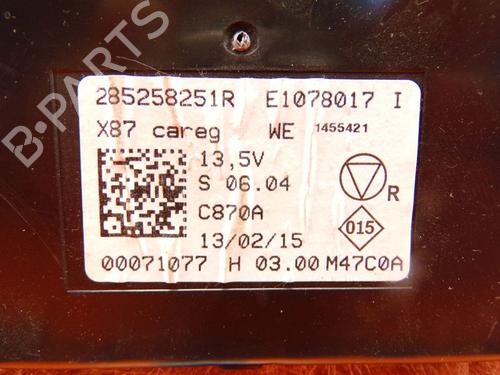 B-PARTS
285258251R E1078017 I
X87 careg WE 1455421
13,5V
S 06.04
R
C870A
015
13/02/15
00071077 H 03.00 M47C0A